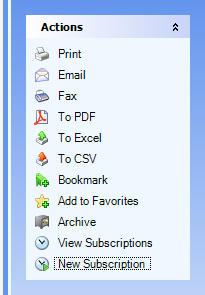 Actions
Print
Email
Fax
To PDF
To Excel
To CSV
Bookmark
Add to Favorites
Archive
View Subscriptions
New Subscription